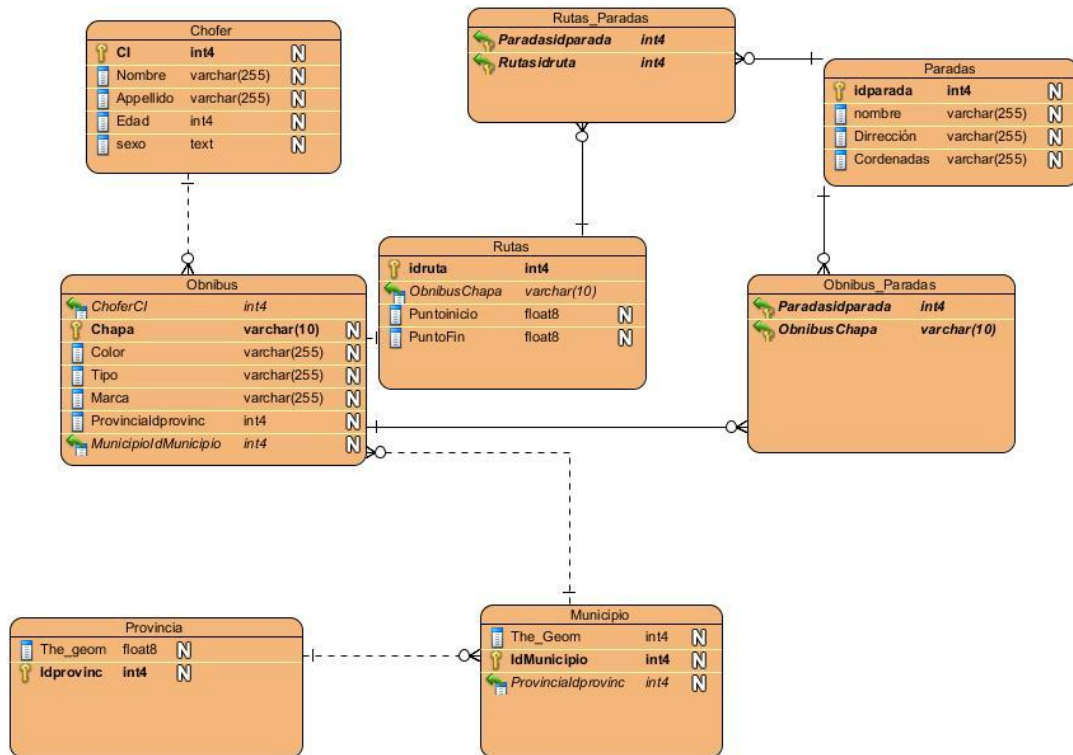 Chofer
CI int4 N
Nombre varchar(255) N
Appellido varchar(255) N
Edad int4 N
sexo text N
Rutas_Paradas
Paradasidparada int4
Rutasidruta int4
Paradas
idparada int4 N
nombre varchar(255) N
Dirrección varchar(255) N
Cordenadas varchar(255) N
Obnibus
ChoferCI int4
Chapa varchar(10) N
Color varchar(255) N
Tipo varchar(255) N
Marca varchar(255) N
ProvinciaIdprovinc int4 N
MunicipioIdMunicipio int4 N
Rutas
idruta int4
ObnibusChapa varchar(10)
Puntoinicio float8 N
PuntoFin float8 N
Obnibus_Paradas
Paradasidparada int4
ObnibusChapa varchar(10)
Provincia
The_geom float8 N
Idprovinc int4 N
Municipio
The_Geom int4 N
IdMunicipio int4 N
ProvinciaIdprovinc int4 N